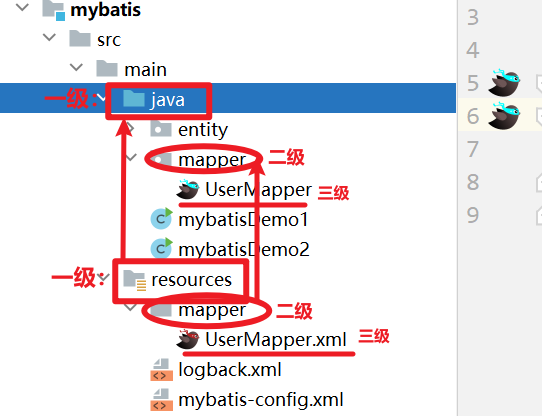 mybatis
3
src
4
main
5
一级：
java
6
entity
7
mapper
二级
UserMapper
三级
8
mybatisDemo1
9
mybatisDemo2
一级：
resources
mapper
二级
UserMapper.xml
三级
logback.xml
mybatis-config.xml